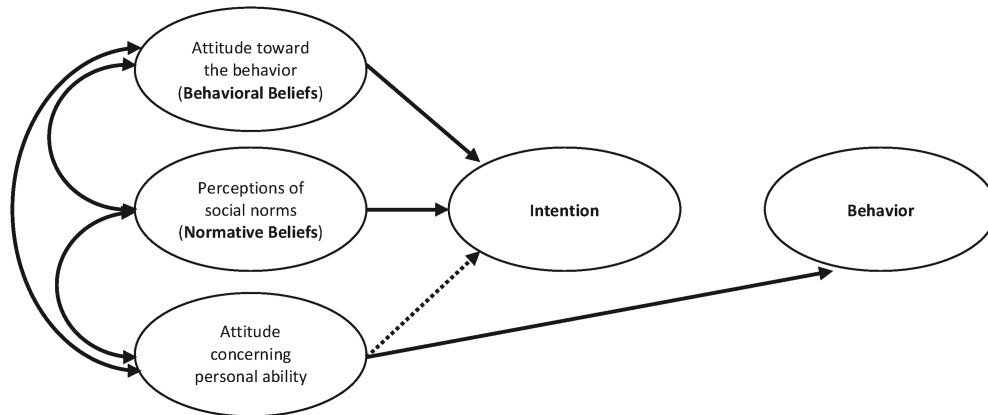 Attitude toward
the behavior
(Behavioral Beliefs)
Perceptions of
social norms
(Normative Beliefs)
Attitude
concerning
personal ability
Intention
Behavior